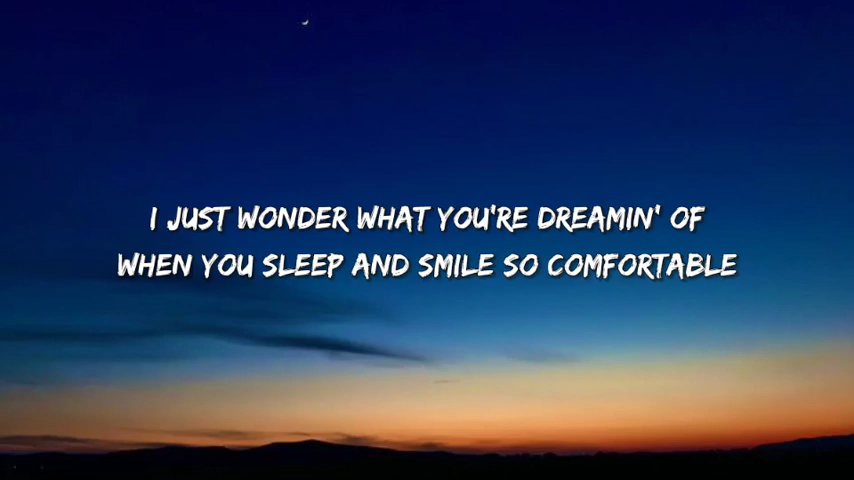 I JUST WONDER WHAT YOU'RE DREAMIN' OF
WHEN YOU SLEEP AND SMILE SO COMFORTABLE